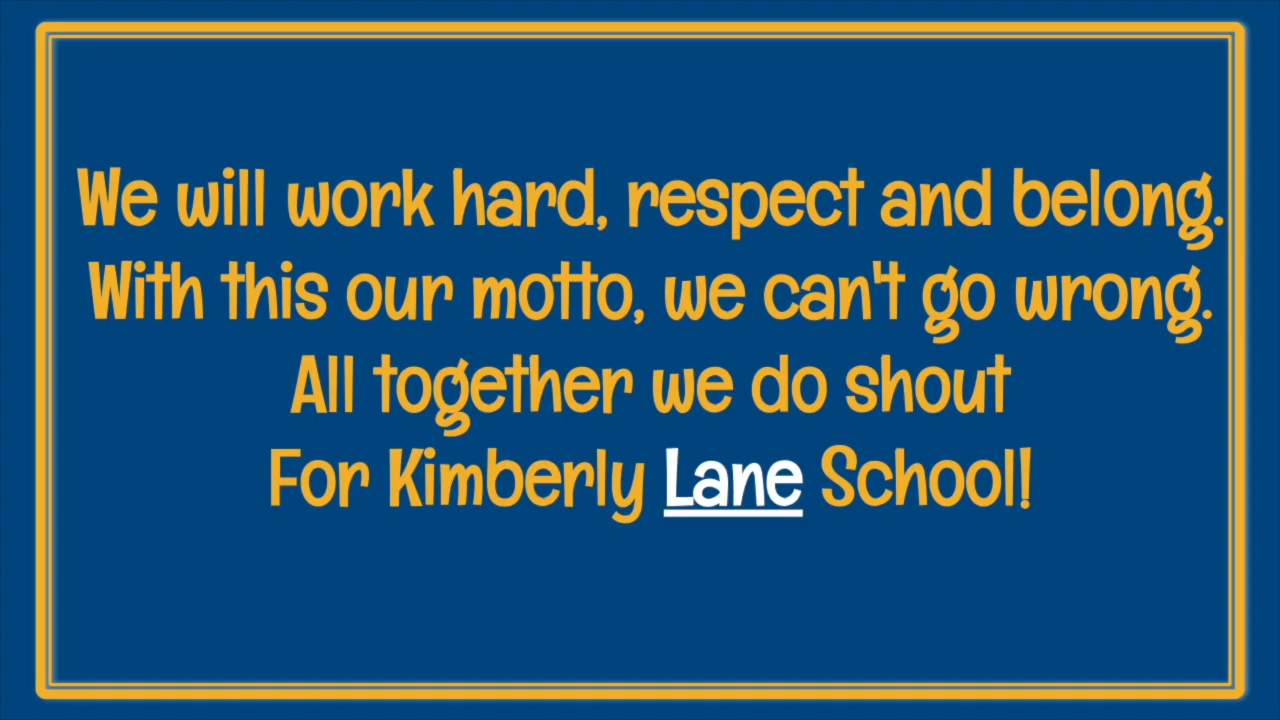 We will work hard, respect and belong.
With this our motto, we can't go wrong.
All together we do shout
For Kimberly Lane School!